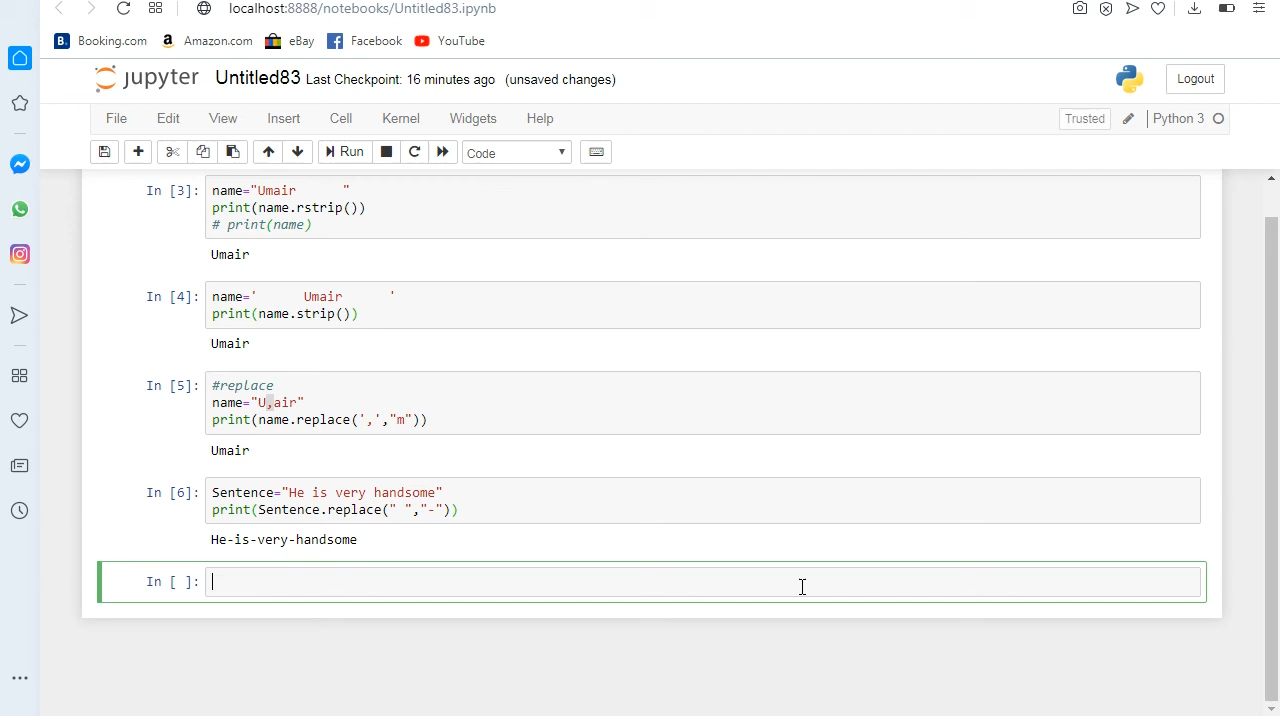 localhost:8888/notebooks/Untitled83.ipynb
B. Booking.com a Amazon.com eBay Facebook YouTube
jupyter Untitled83 Last Checkpoint: 16 minutes ago (unsaved changes) Logout
File Edit View Insert Cell Kernel Widgets Help Trusted Python 3
Run Code
In [3]: name="Umair      "
print(name.rstrip())
# print(name)
Umair
In [4]: name='      Umair      '
print(name.strip())
Umair
In [5]: #replace
name="U,air"
print(name.replace(',',"m"))
Umair
In [6]: Sentence="He is very handsome"
print(Sentence.replace(" ","-"))
He-is-very-handsome
In [ ]: